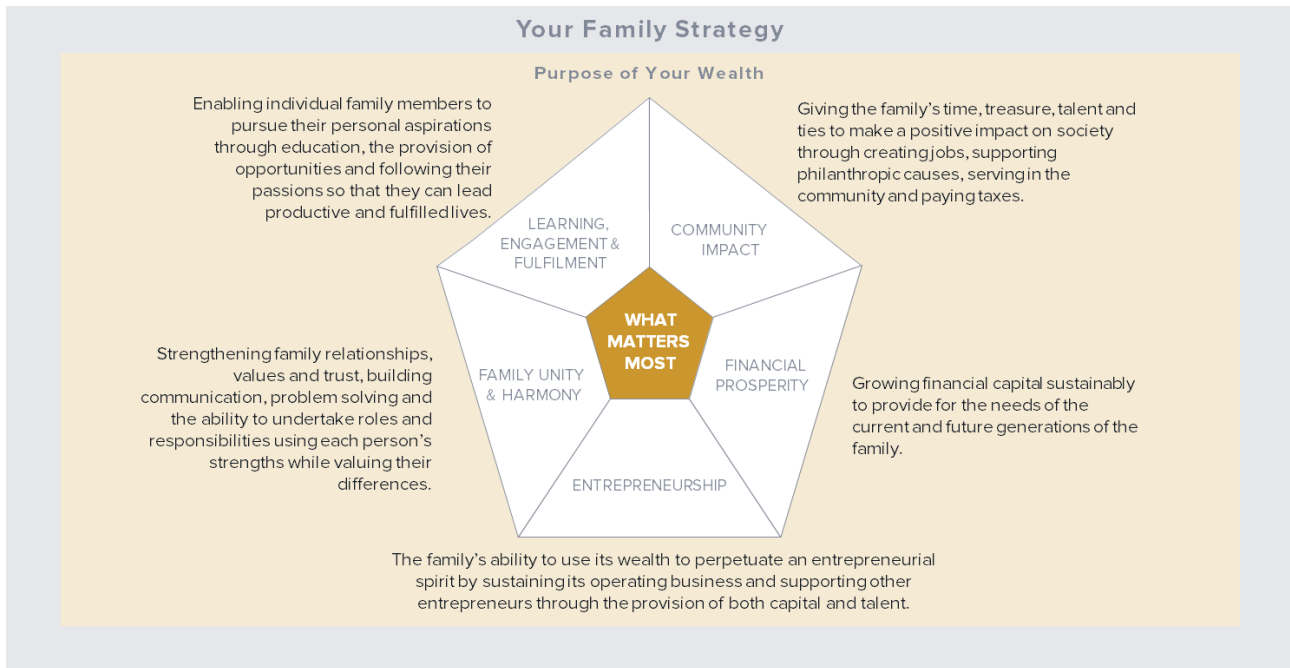 Your Family Strategy
Purpose of Your Wealth
Enabling individual family members to
pursue their personal aspirations
through education, the provision of
opportunities and following their
passions so that they can lead
productive and fulfilled lives.
Giving the family’s time, treasure, talent and
ties to make a positive impact on society
through creating jobs, supporting
philanthropic causes, serving in the
community and paying taxes.
LEARNING,
ENGAGEMENT &
FULFILMENT
COMMUNITY
IMPACT
WHAT
MATTERS
MOST
Strengthening family relationships,
values and trust, building
communication, problem solving and
the ability to undertake roles and
responsibilities using each person’s
strengths while valuing their
differences.
FAMILY UNITY
& HARMONY
FINANCIAL
PROSPERITY
Growing financial capital sustainably
to provide for the needs of the
current and future generations of the
family.
ENTREPRENEURSHIP
The family’s ability to use its wealth to perpetuate an entrepreneurial
spirit by sustaining its operating business and supporting other
entrepreneurs through the provision of both capital and talent.